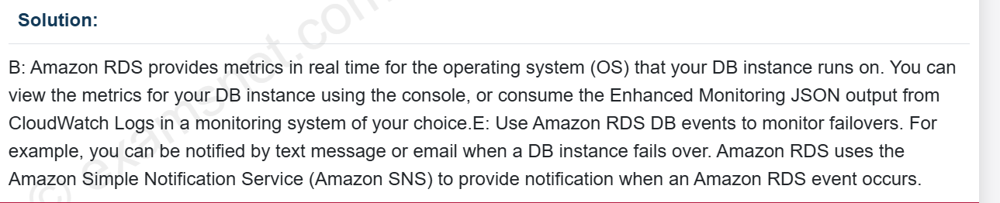 Solution:
B: Amazon RDS provides metrics in real time for the operating system (OS) that your DB instance runs on. You can
view the metrics for your DB instance using the console, or consume the Enhanced Monitoring JSON output from
CloudWatch Logs in a monitoring system of your choice.E: Use Amazon RDS DB events to monitor failovers. For
example, you can be notified by text message or email when a DB instance fails over. Amazon RDS uses the
Amazon Simple Notification Service (Amazon SNS) to provide notification when an Amazon RDS event occurs.
© examsnet.com